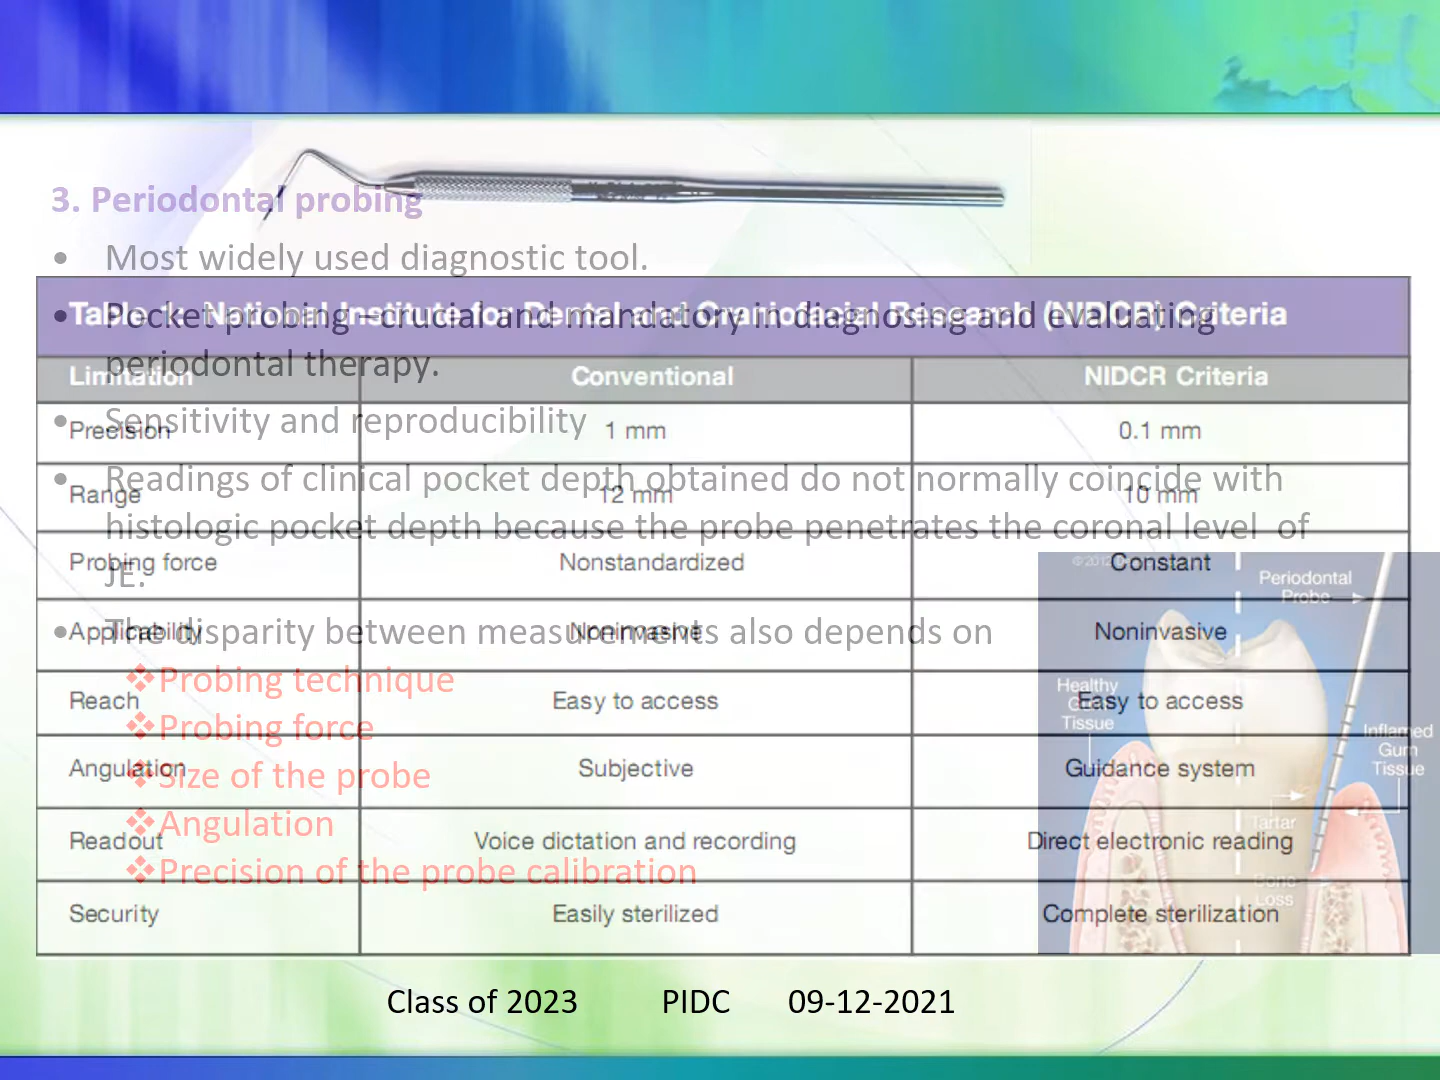 3. Periodontal probing
• Most widely used diagnostic tool.
• Pocket probing –crucial and mandatory in diagnosing and evaluating
periodontal therapy.
• Sensitivity and reproducibility
• Readings of clinical pocket depth obtained do not normally coincide with
histologic pocket depth because the probe penetrates the coronal level of
JE.
• The disparity between measurements also depends on
❖Probing technique
❖Probing force
❖Size of the probe
❖Angulation
❖Precision of the probe calibration
Table 1: National Institute for Dental and Craniofacial Research (NIDCR) Criteria
Limitation Conventional NIDCR Criteria
Precision 1 mm 0.1 mm
Range 12 mm 10 mm
Probing force Nonstandardized Constant
Applicability Noninvasive Noninvasive
Reach Easy to access Easy to access
Angulation Subjective Guidance system
Readout Voice dictation and recording Direct electronic reading
Security Easily sterilized Complete sterilization
Periodontal
Probe
Healthy
Gum
Tissue
Inflamed
Gum
Tissue
Tartar
Bone
Loss
Class of 2023 PIDC 09-12-2021